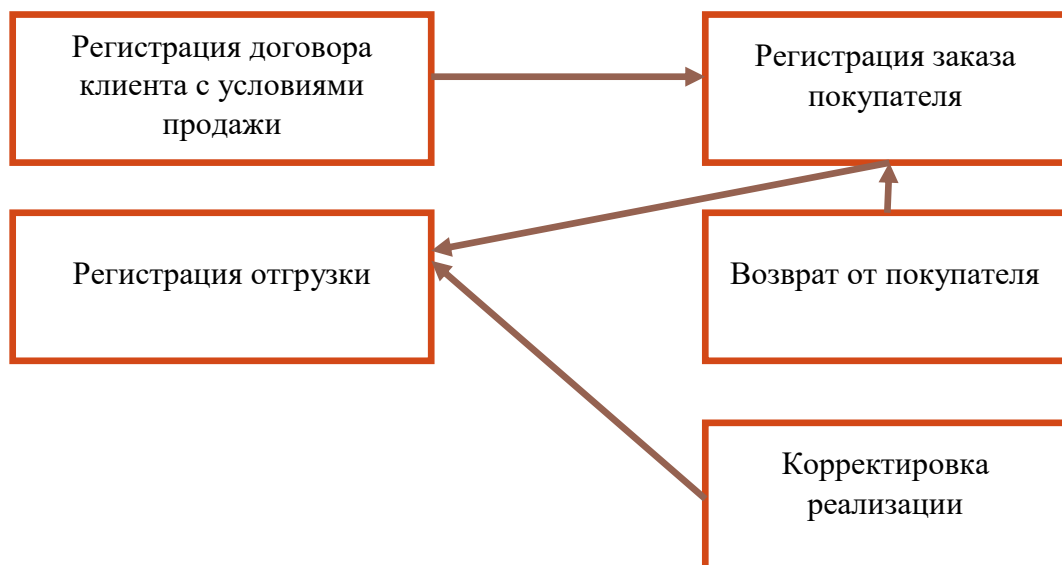 Регистрация договора
клиента с условиями
продажи
Регистрация заказа
покупателя
Регистрация отгрузки
Возврат от покупателя
Корректировка
реализации